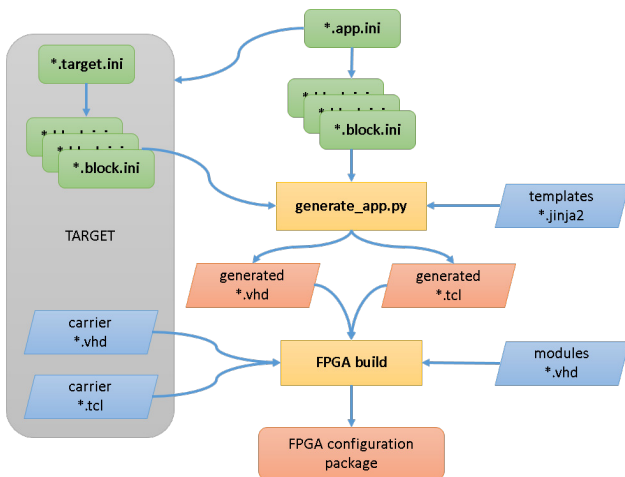 *.app.ini
*.target.ini
*.block.ini
*.block.ini
generate_app.py
templates
*.jinja2
TARGET
generated
*.vhd
generated
*.tcl
carrier
*.vhd
FPGA build
modules
*.vhd
carrier
*.tcl
FPGA configuration
package